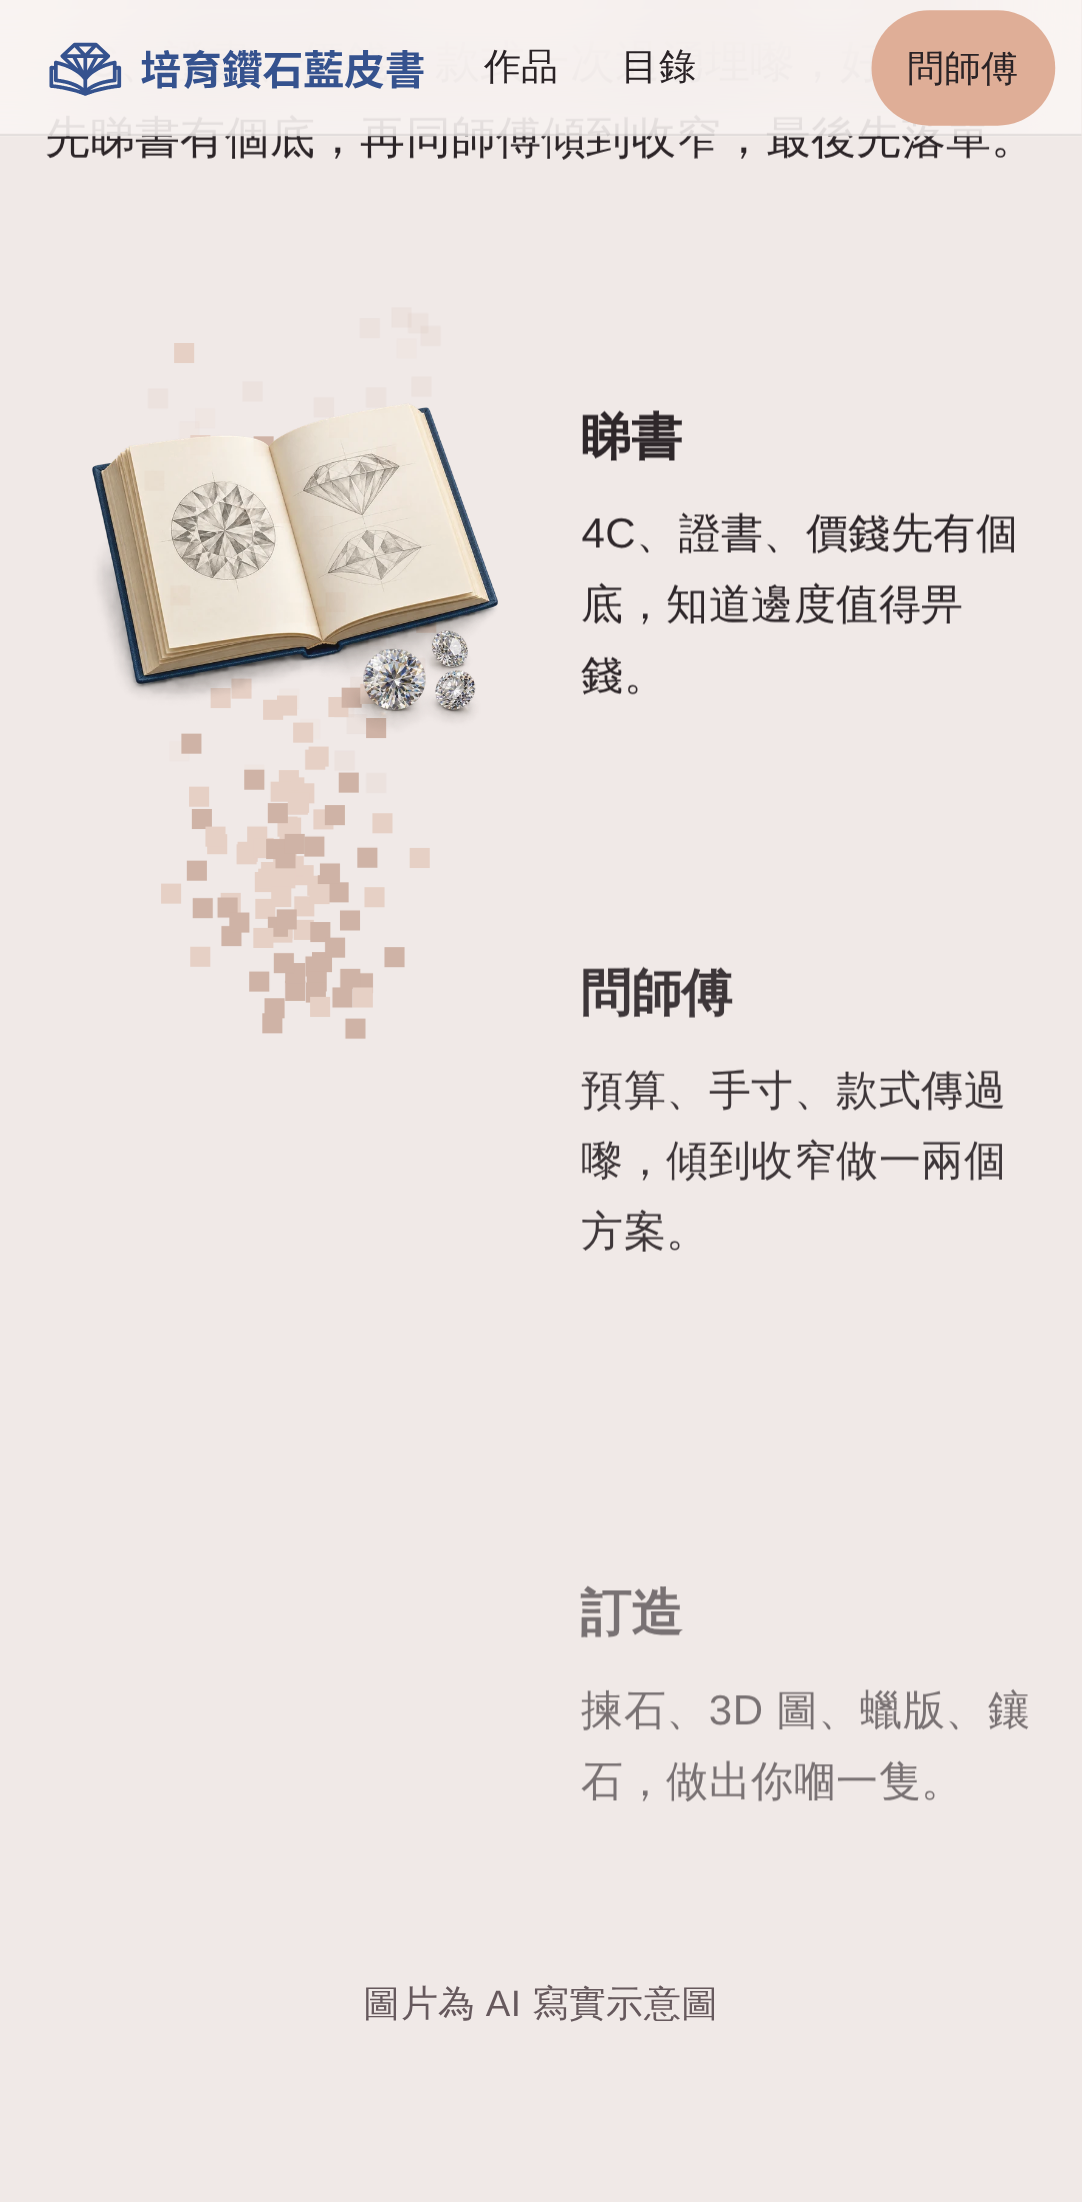 培育鑽石藍皮書
作品
目錄
問師傅
先睇書有個底，再同師傅傾到收窄，最後先落單。
睇書
4C、證書、價錢先有個
底，知道邊度值得畀
錢。
問師傅
預算、手寸、款式傳過
嚟，傾到收窄做一兩個
方案。
訂造
揀石、3D 圖、蠟版、鑲
石，做出你嗰一隻。
圖片為 AI 寫實示意圖